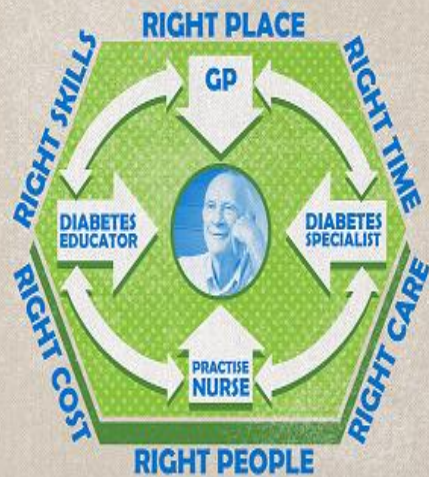 RIGHT PLACE
RIGHT SKILLS
RIGHT TIME
GP
DIABETES
EDUCATOR
DIABETES
SPECIALIST
PRACTISE
NURSE
RIGHT COST
RIGHT CARE
RIGHT PEOPLE